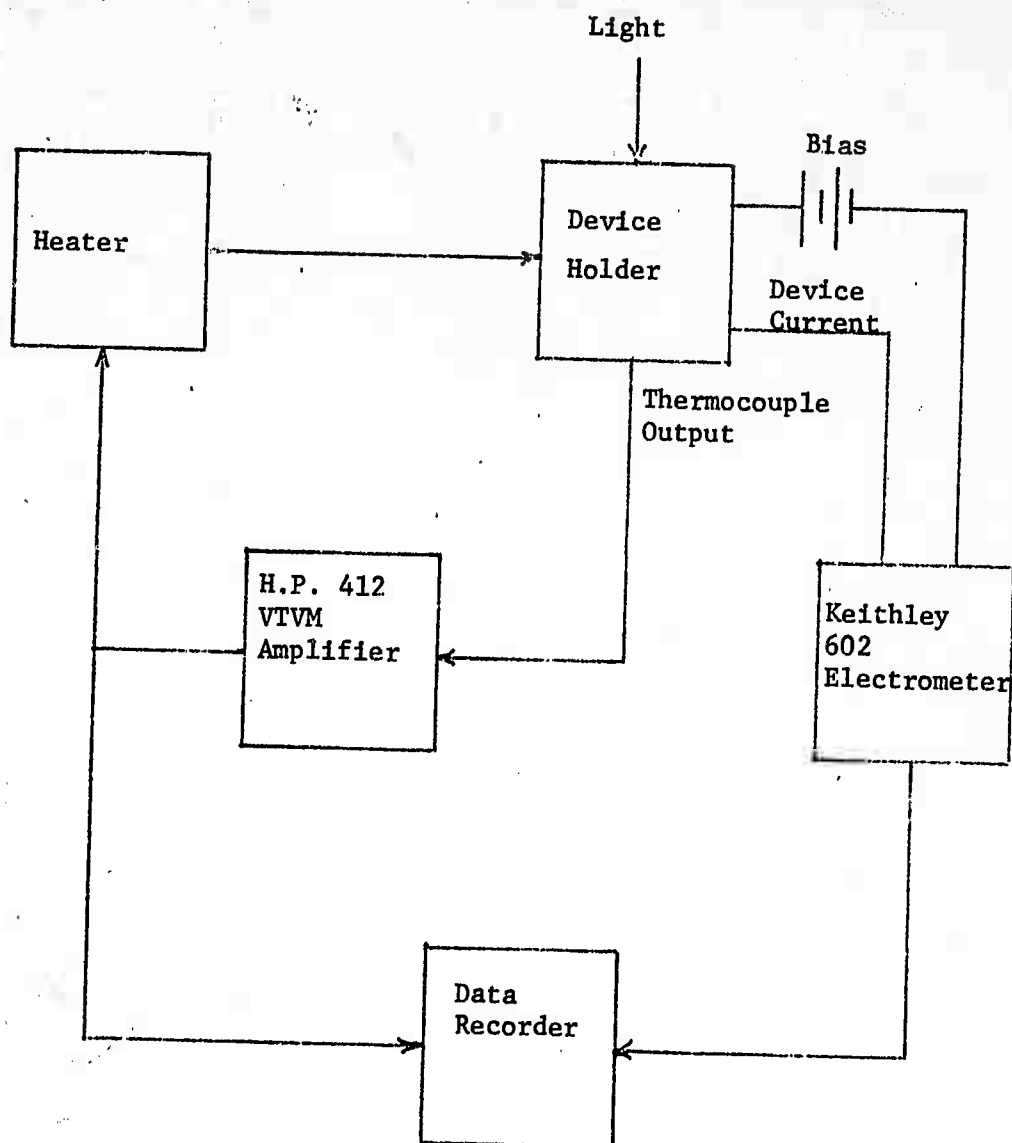 Light
Bias
Heater
Device
Holder
Device
Current
Thermocouple
Output
H.P. 412
VTVM
Amplifier
Keithley
602
Electrometer
Data
Recorder